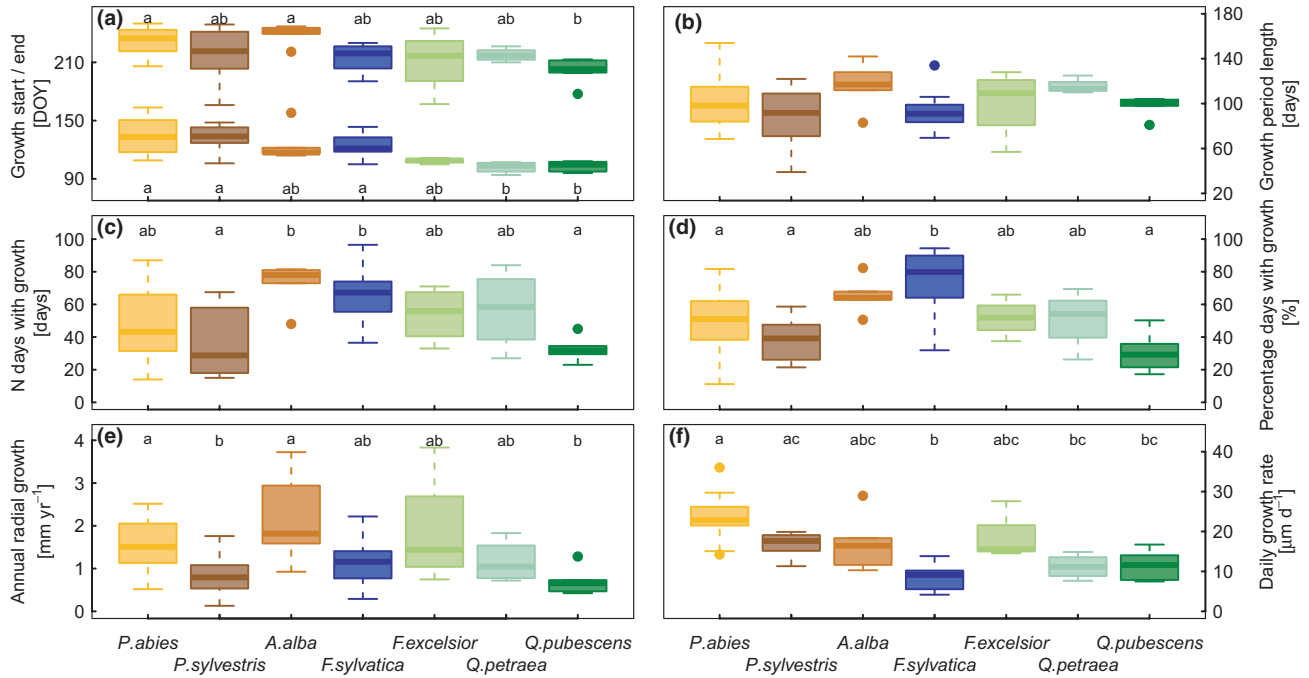 (a)
a ab a ab ab ab b
Growth start / end
[DOY]
210
150
90
a a ab a ab b b
(b)
180
140
100
60
20
Growth period length
[days]
(c)
ab a b b ab ab a
N days with growth
[days]
100
80
60
40
20
0
(d)
a a ab b ab ab a
100
80
60
40
20
0
Percentage days with growth
[%]
(e)
a b a ab ab ab b
Annual radial growth
[mm yr⁻¹]
4
3
2
1
0
(f)
a ac abc b abc bc bc
40
30
20
10
0
Daily growth rate
[µm d⁻¹]
P.abies A.alba F.excelsior Q.pubescens
P.sylvestris F.sylvatica Q.petraea
P.abies A.alba F.excelsior Q.pubescens
P.sylvestris F.sylvatica Q.petraea